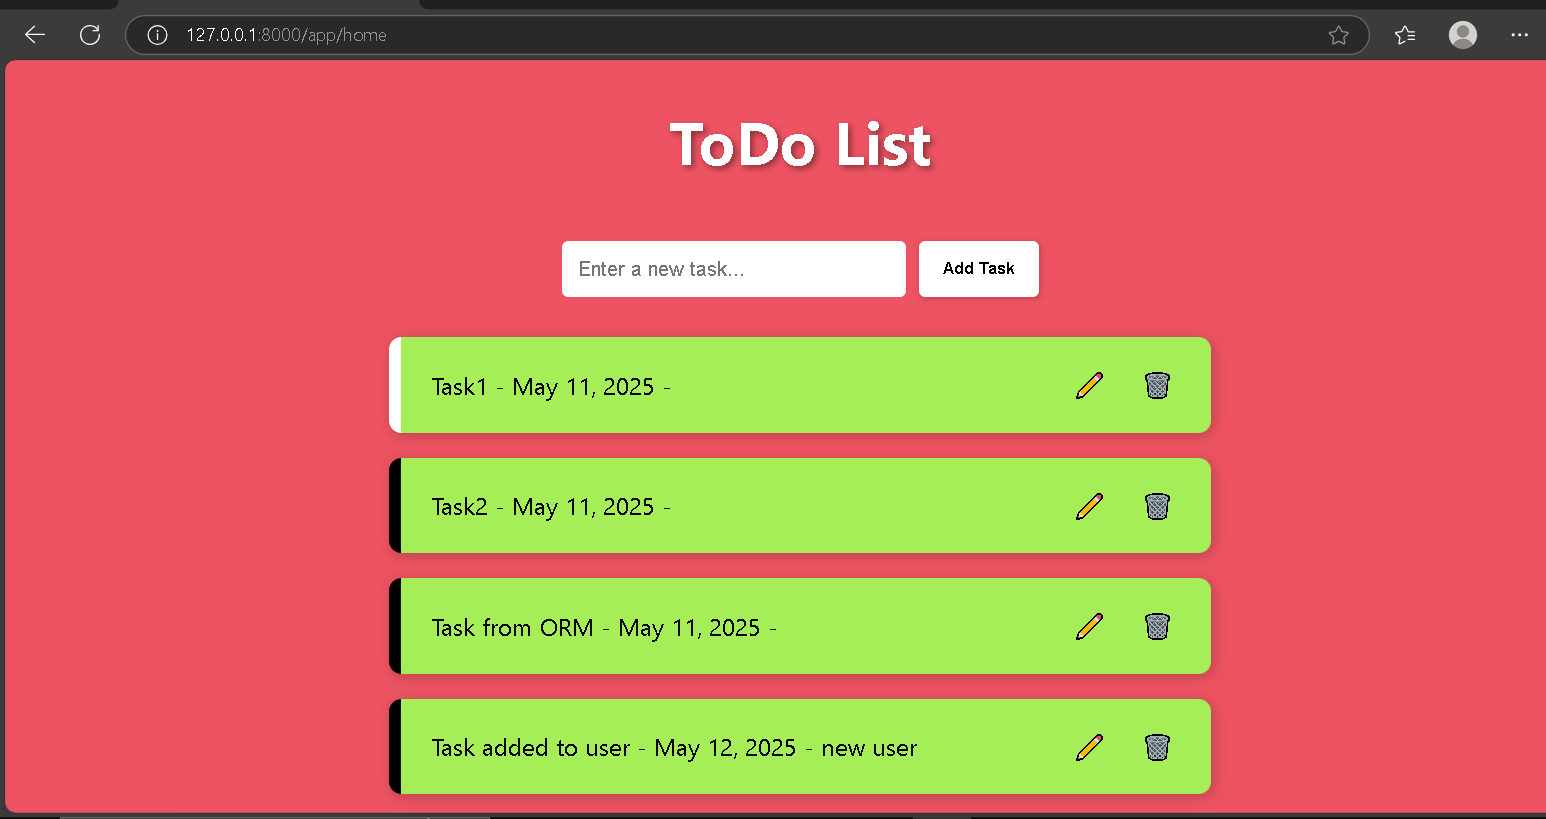 127.0.0.1:8000/app/home
ToDo List
Enter a new task...
Add Task
Task1 - May 11, 2025 -
Task2 - May 11, 2025 -
Task from ORM - May 11, 2025 -
Task added to user - May 12, 2025 - new user